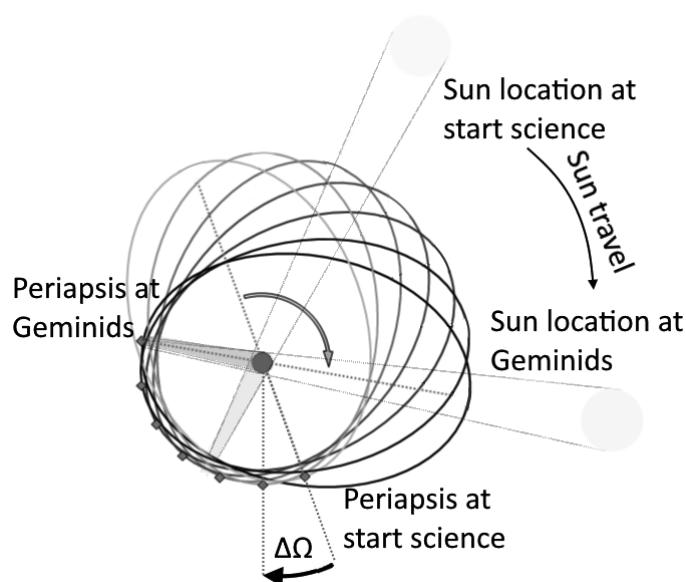 Sun location at
start science
Sun travel
Periapsis at
Geminids
Sun location at
Geminids
Periapsis at
start science
ΔΩ